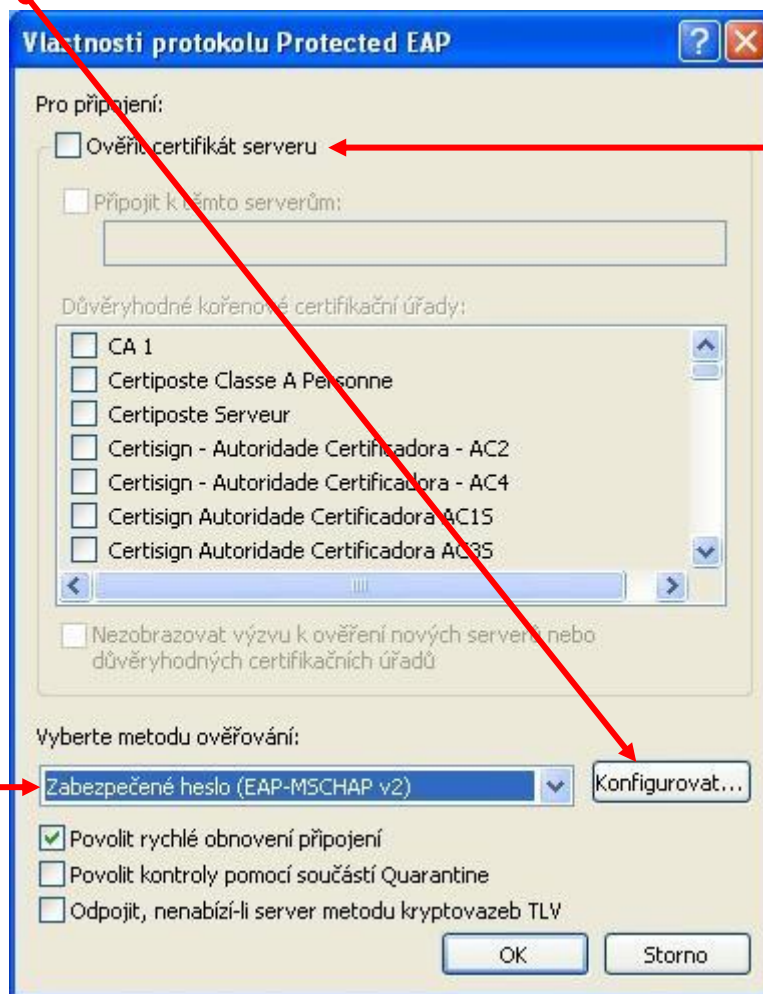 Vlastnosti protokolu Protected EAP
Pro připojení:
Ověřit certifikát serveru
Připojit k těmto serverům:
Důvěryhodné kořenové certifikační úřady:
CA 1
Certiposte Classe A Personne
Certiposte Serveur
Certisign - Autoridade Certificadora - AC2
Certisign - Autoridade Certificadora - AC4
Certisign Autoridade Certificadora AC1S
Certisign Autoridade Certificadora AC3S
Nezobrazovat výzvu k ověření nových serverů nebo
důvěryhodných certifikačních úřadů
Vyberte metodu ověřování:
Zabezpečené heslo (EAP-MSCHAP v2)
Konfigurovat...
Povolit rychlé obnovení připojení
Povolit kontroly pomocí součástí Quarantine
Odpojit, nenabízí-li server metodu kryptovazeb TLV
OK
Storno